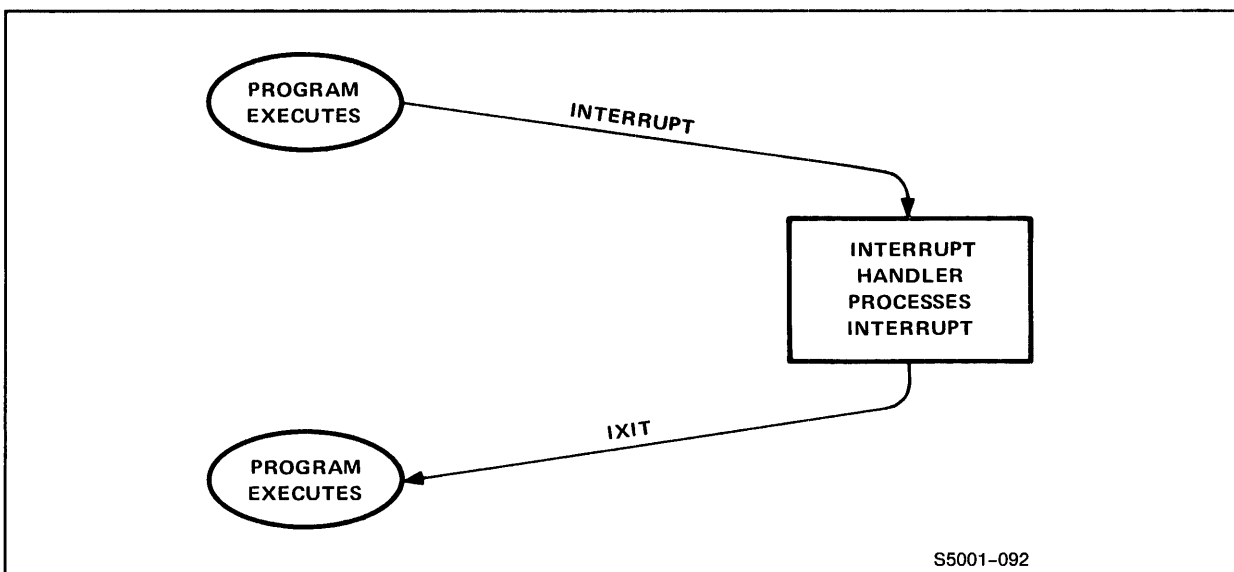 PROGRAM
EXECUTES
INTERRUPT
INTERRUPT
HANDLER
PROCESSES
INTERRUPT
IXIT
PROGRAM
EXECUTES
S5001-092